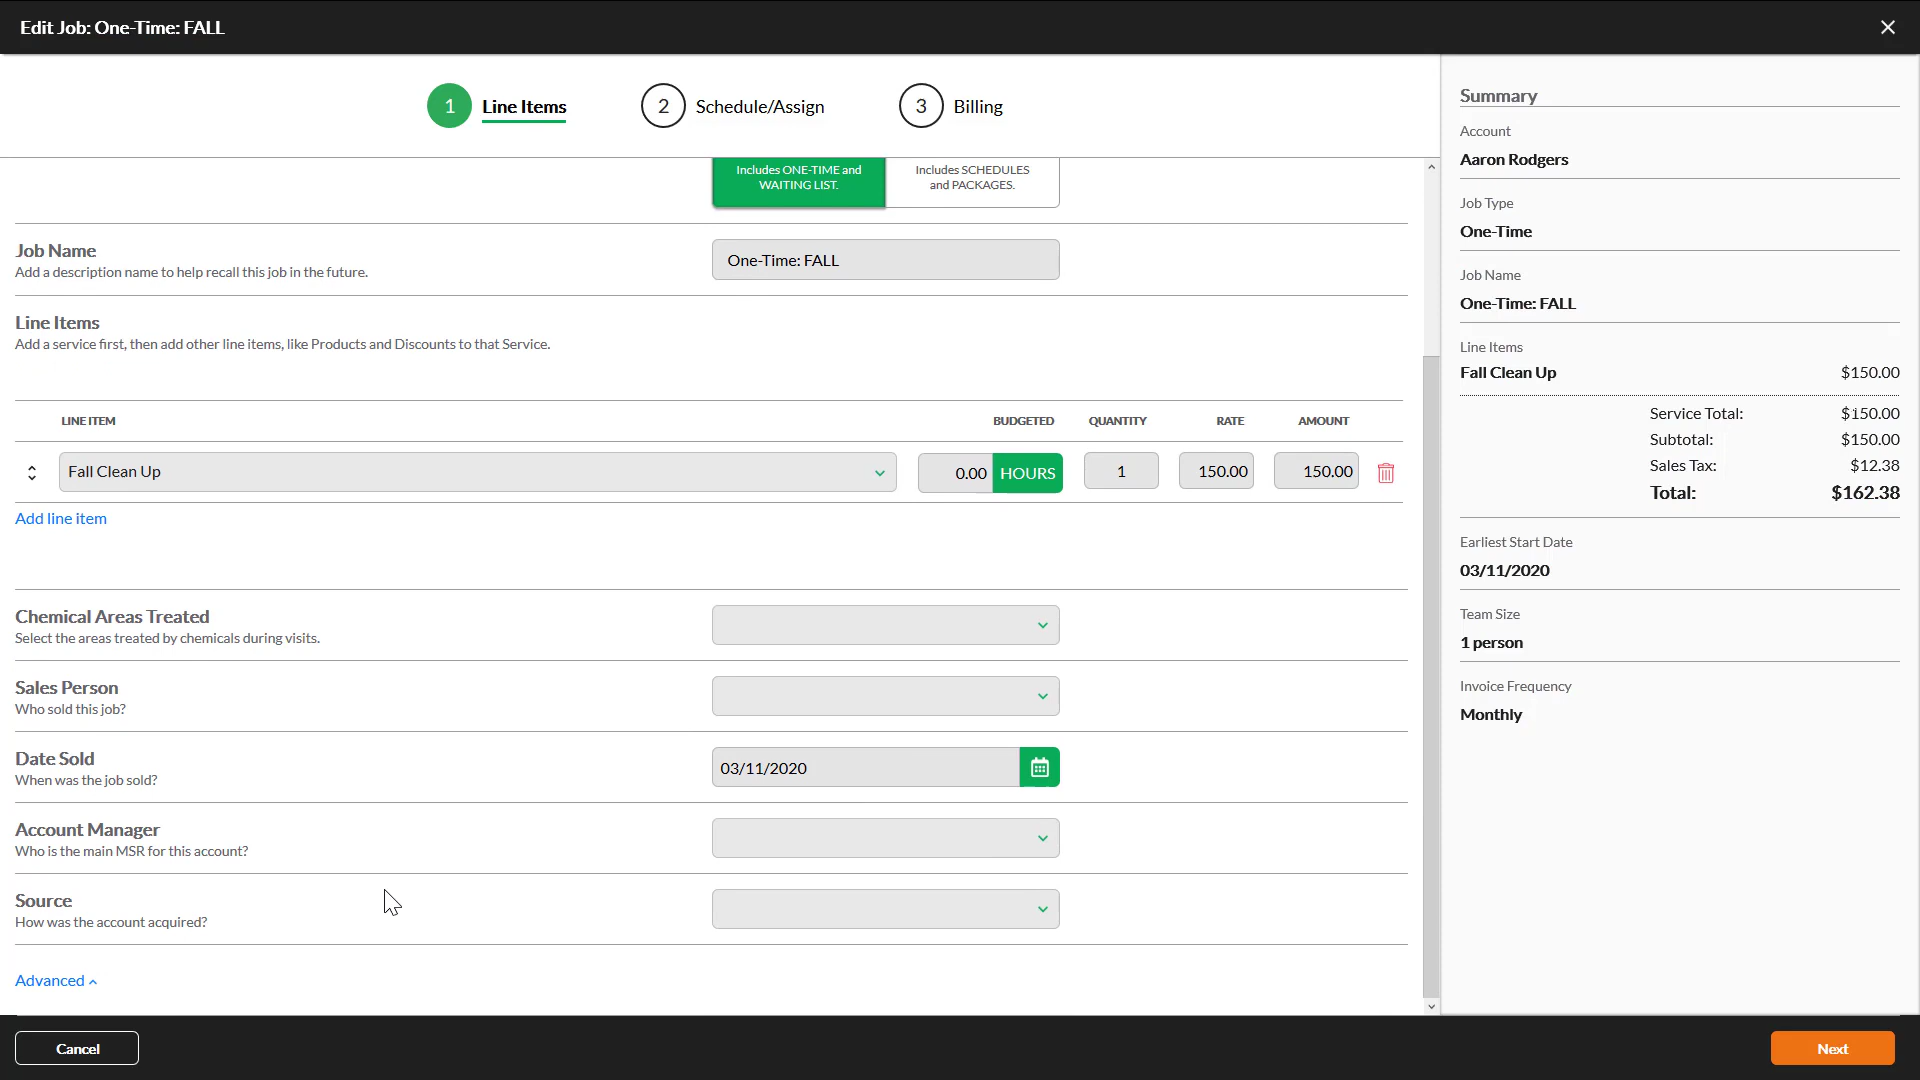 Edit Job: One-Time: FALL
1 Line Items
2 Schedule/Assign
3 Billing
Includes ONE-TIME and
WAITING LIST.
Includes SCHEDULES
and PACKAGES.
Job Name
Add a description name to help recall this job in the future.
One-Time: FALL
Line Items
Add a service first, then add other line items, like Products and Discounts to that Service.
LINE ITEM BUDGETED QUANTITY RATE AMOUNT
Fall Clean Up 0.00 HOURS 1 150.00 150.00
Add line item
Chemical Areas Treated
Select the areas treated by chemicals during visits.
Sales Person
Who sold this job?
Date Sold
When was the job sold?
03/11/2020
Account Manager
Who is the main MSR for this account?
Source
How was the account acquired?
Advanced
Cancel
Summary
Account
Aaron Rodgers
Job Type
One-Time
Job Name
One-Time: FALL
Line Items
Fall Clean Up $150.00
Service Total: $150.00
Subtotal: $150.00
Sales Tax: $12.38
Total: $162.38
Earliest Start Date
03/11/2020
Team Size
1 person
Invoice Frequency
Monthly
Next